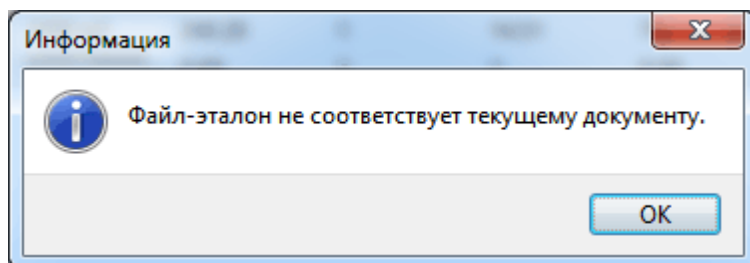 Информация
Файл-эталон не соответствует текущему документу.
OK